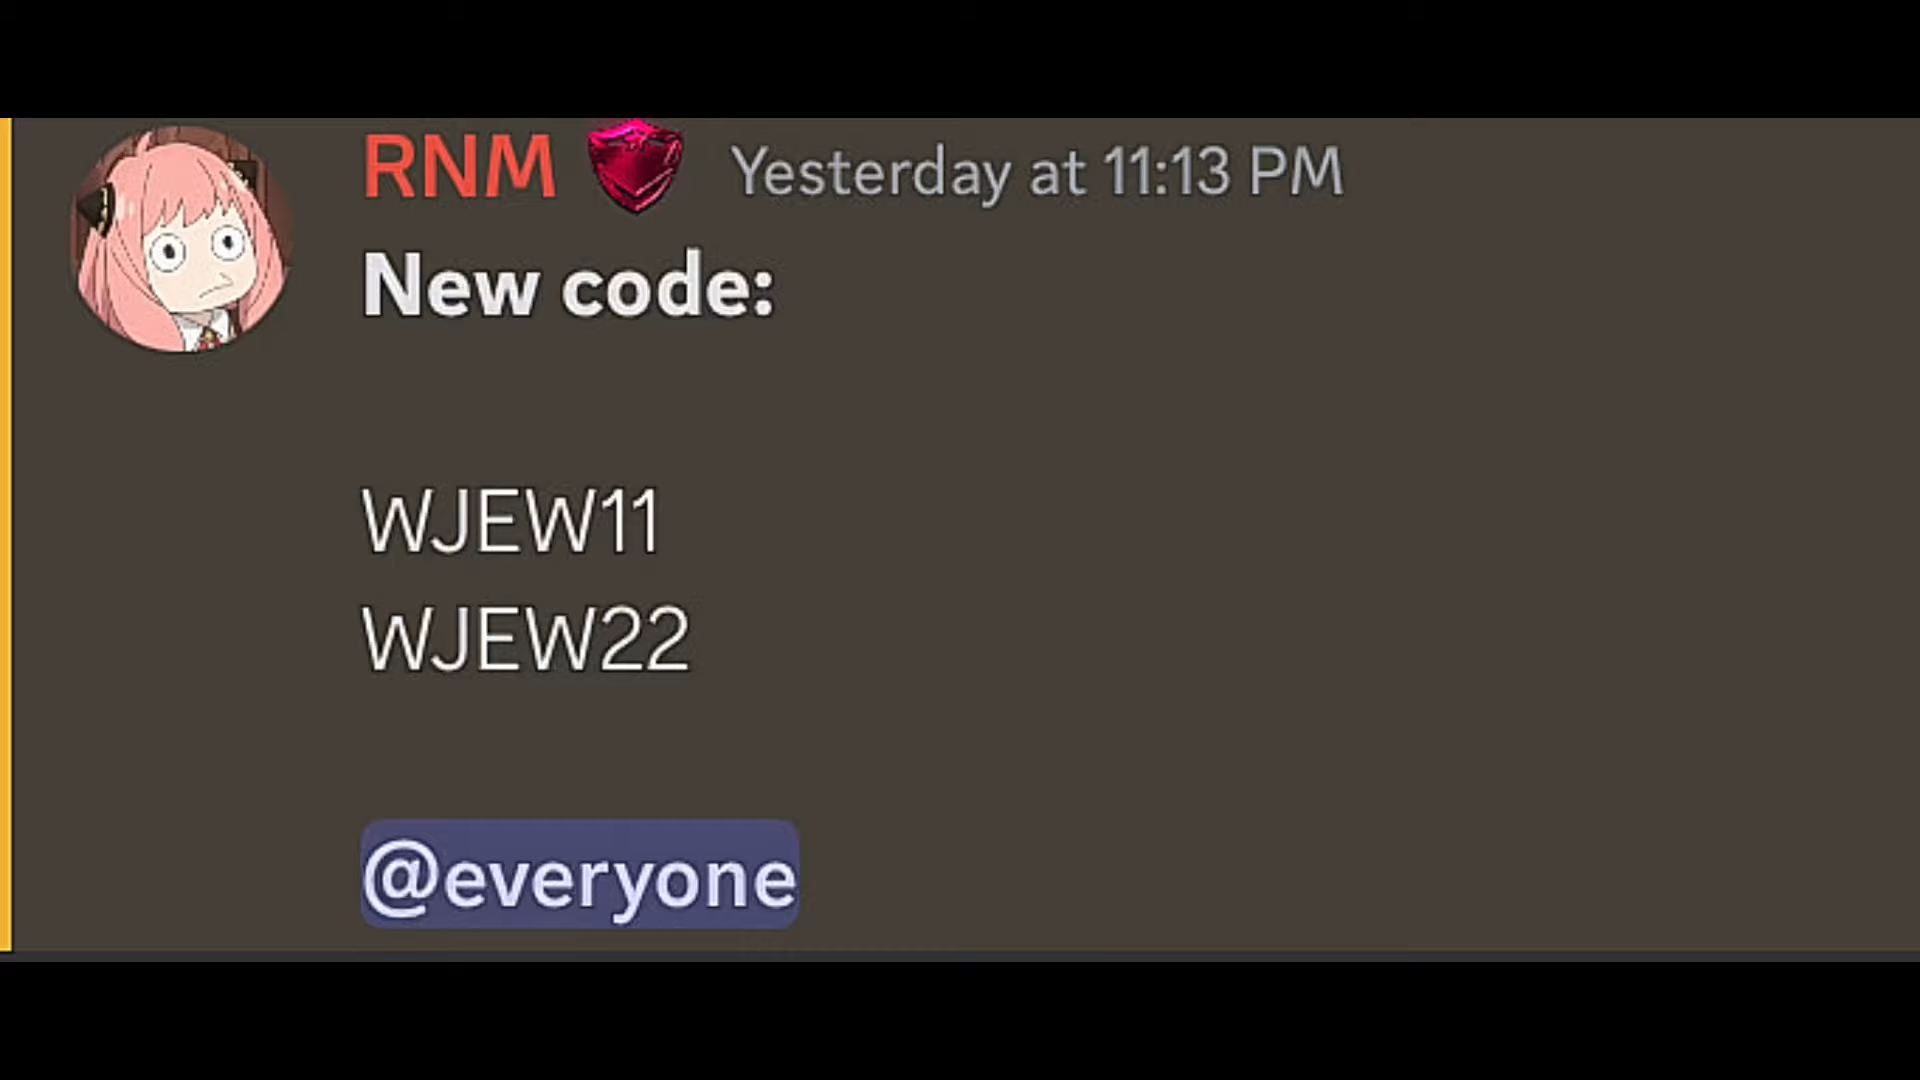 RNM Yesterday at 11:13 PM
New code:
WJEW11
WJEW22
@everyone